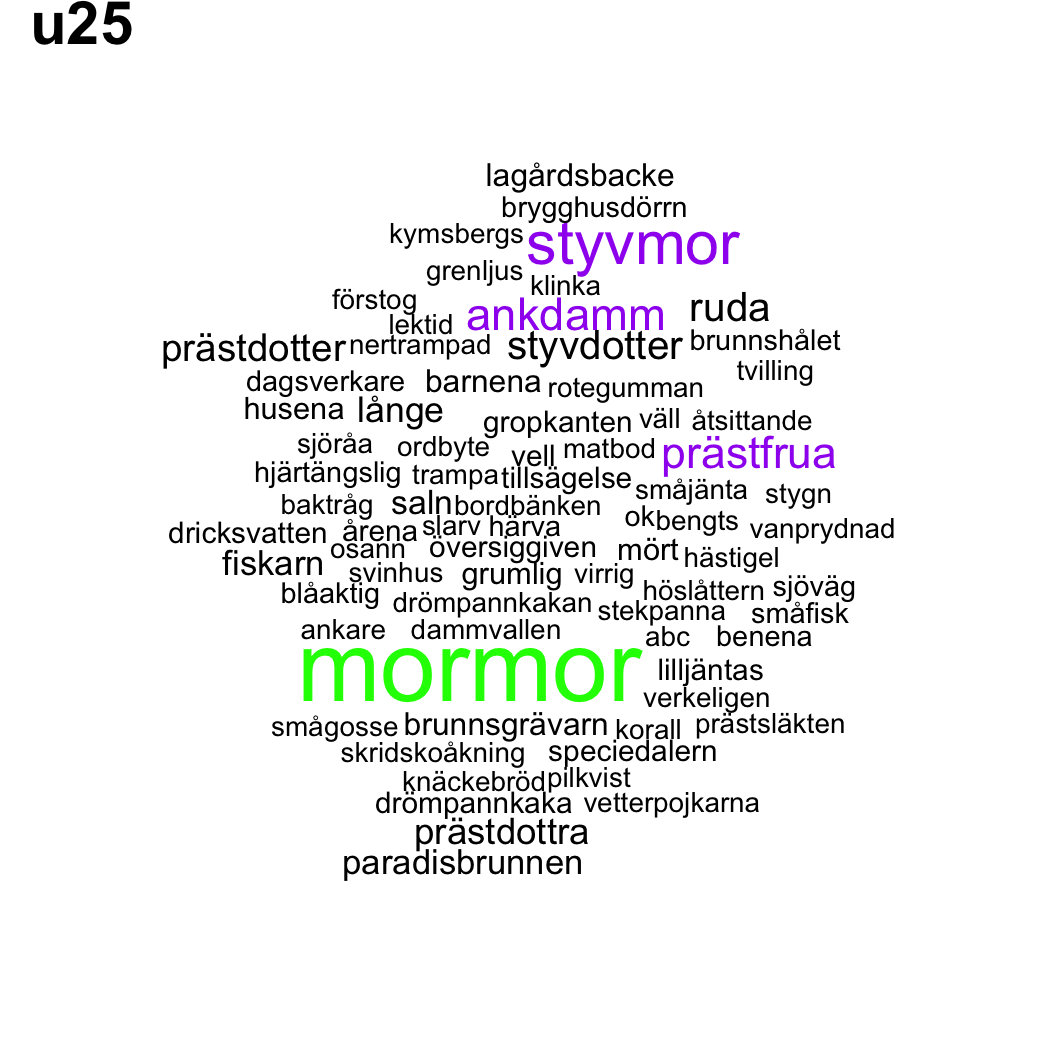 u25
lagårdsbacke
brygghusdörrn
kymsbergs styvmor
grenljus klinka
förstog ankdamm ruda
lektid
prästdotter nertrampad styvdotter brunnshålet
tvilling
dagsverkare barnena rotegumman
husena långe
gropkanten väll åtsittande
sjöråa ordbyte vell matbod prästfrua
hjärtängslig trampa tillsägelse
småjänta stygn
baktråg saln bordbänken
ok bengts
dricksvatten årena slarv härva vanprydnad
osann översiggiven mört hästigel
fiskarn svinhus grumlig virrig
blåaktig drömpannkakan höslåttern sjöväg
stekpanna småfisk
ankare dammvallen abc benena
mormor lilljäntas
verkeligen
smågosse brunnsgrävarn korall prästsläkten
skridskoåkning speciedalern
knäckebröd pilkvist
drömpannkaka vetterpojkarna
prästdottra
paradisbrunnen